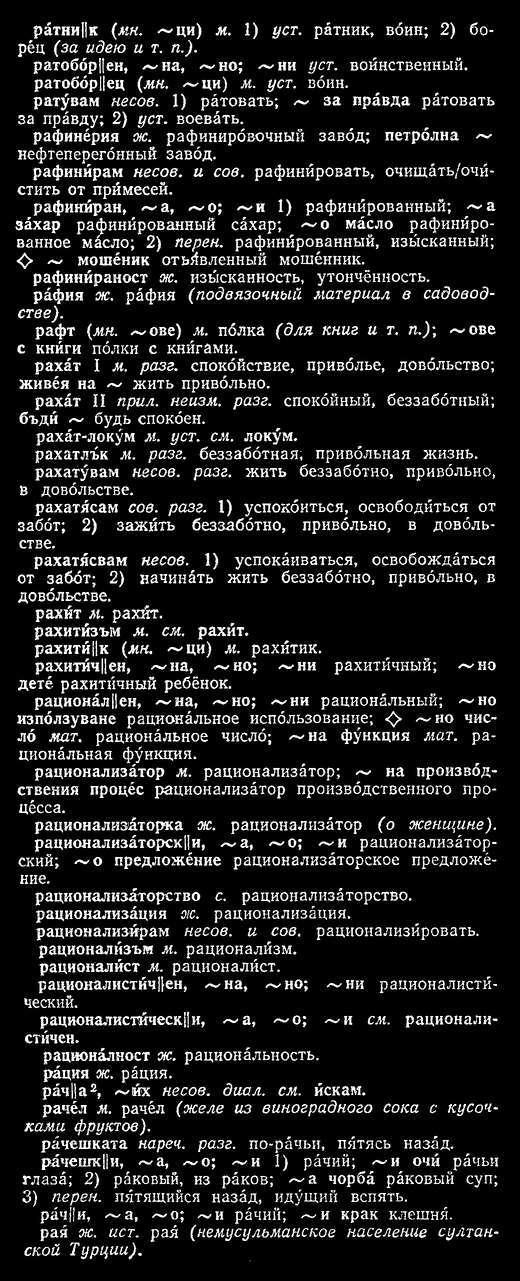 ра́тни‖к (мн. ~ци) м. 1) уст. ра́тник, во́ин; 2) бо-
ре́ц (за идею и т. п.).
ратобо́р‖ен, ~на, ~но; ~ни уст. вои́нственный.
ратобо́р‖ец (мн. ~ци) м. уст. во́ин.
рату́вам несов. 1) ра́товать; ~ за правда ра́товать
за пра́вду; 2) уст. воева́ть.
рафине́рия ж. рафиниро́вочный заво́д; петро́лна ~
нефтеперего́нный заво́д.
рафини́рам несов. и сов. рафини́ровать, очища́ть/очи́-
стить от при́месей.
рафини́ран, ~а, ~о; ~и 1) рафини́рованный; ~а
за́хар рафини́рованный са́хар; ~о ма́сло рафиниро-
ванное ма́сло; 2) перен. рафини́рованный, изы́сканный;
◇ ~ моше́ник отъя́вленный моше́нник.
рафини́раност ж. изы́сканность, утончённость.
ра́фия ж. ра́фия (подвязочный материал в садовод-
стве).
рафт (мн. ~ове) м. по́лка (для книг и т. п.); ~ове
с кни́ги по́лки с кни́гами.
раха́т I м. разг. споко́йствие, приво́лье, дово́льство;
живе́я на ~ жить приво́льно.
раха́т II прил. неизм. разг. споко́йный, беззабо́тный;
бъди́ ~ будь споко́ен.
раха́т-локу́м м. уст. см. локу́м.
рахатлъ́к м. разг. беззабо́тная, приво́льная жизнь.
рахату́вам несов. разг. жить беззабо́тно, приво́льно,
в дово́льстве.
рахатя́сам сов. разг. 1) успоко́иться, освободи́ться от
забо́т; 2) зажи́ть беззабо́тно, приво́льно, в дово́ль-
стве.
рахатя́свам несов. 1) успока́иваться, освобожда́ться
от забо́т; 2) начина́ть жить беззабо́тно, приво́льно, в
дово́льстве.
рахи́т м. рахи́т.
рахити́зъм м. см. рахи́т.
рахити́‖к (мн. ~ци) м. рахи́тик.
рахити́ч‖ен, ~на, ~но; ~ни рахити́чный; ~но
дете́ рахити́чный ребёнок.
рациона́л‖ен, ~на, ~но; ~ни рациона́льный; ~но
изпо́лзуване рациона́льное испо́льзование; ◇ ~но чис-
ло́ мат. рациона́льное число́; ~на фу́нкция мат. ра-
циона́льная фу́нкция.
рационализа́тор м. рационализа́тор; ~ на произво́д-
ствения проце́с рационализа́тор произво́дственного про-
це́сса.
рационализа́торка ж. рационализа́тор (о женщине).
рационализа́торск‖и, ~а, ~о; ~и рационализа́тор-
ский; ~о предложе́ние рационализа́торское предложе́-
ние.
рационализа́торство с. рационализа́торство.
рационализа́ция ж. рационализа́ция.
рационализи́рам несов. и сов. рационализи́ровать.
рационали́зъм м. рационали́зм.
рационали́ст м. рационали́ст.
рационалисти́ч‖ен, ~на, ~но; ~ни рационалисти́-
ческий.
рационалисти́ческ‖и, ~а, ~о; ~и см. рационали-
сти́чен.
рациона́лност ж. рациона́льность.
ра́ция ж. ра́ция.
ра́ч‖а², ~их несов. диал. см. и́скам.
раче́л м. раче́л (желе из виноградного сока с кусоч-
ками фруктов).
ра́чешката нареч. разг. по-ра́чьи, пя́тясь наза́д.
ра́чешк‖и, ~а, ~о; ~и 1) ра́чий; ~и очи́ ра́чьи
глаза́; 2) ра́ковый, из ра́ков; ~а чорба́ ра́ковый суп;
3) перен. пя́тящийся наза́д, иду́щий вспять.
ра́ч‖и, ~а, ~о; ~и ра́чий; ~и крак клешня́.
рая́ ж. ист. рая́ (немусульманское население султан-
ской Турции).